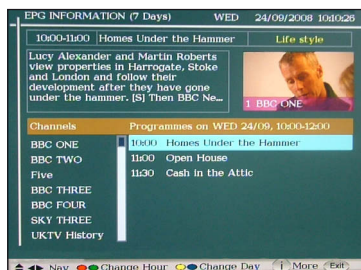 EPG INFORMATION (7 Days) WED 24/09/2008 10:10:26
10:00-11:00 Homes Under the Hammer Life style
Lucy Alexander and Martin Roberts
view properties in Harrogate, Stoke
and London and follow their
development after they have gone
under the hammer. [S] Then BBC Ne...
1 BBC ONE
Channels Programmes on WED 24/09, 10:00-12:00
BBC ONE 10:00 Homes Under the Hammer
BBC TWO 11:00 Open House
Five 11:30 Cash in the Attic
BBC THREE
BBC FOUR
SKY THREE
UKTV History
Nav Change Hour Change Day i More Exit